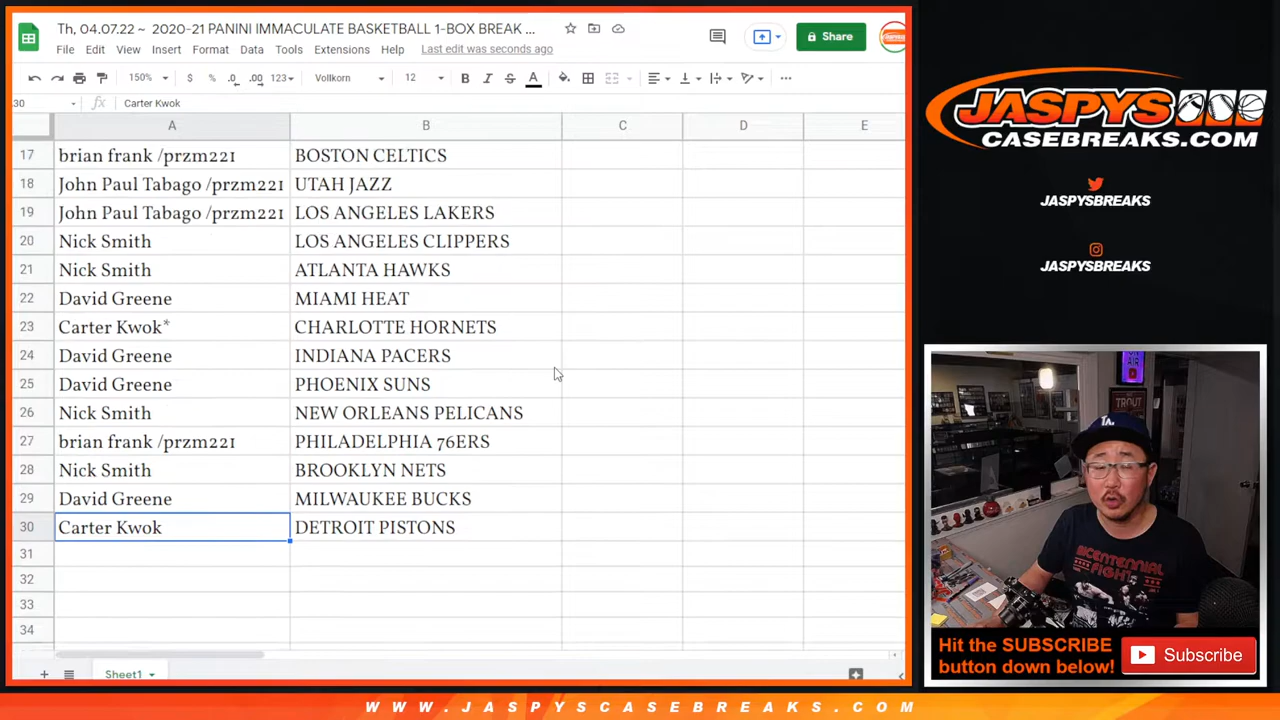 Th, 04.07.22 ~ 2020-21 PANINI IMMACULATE BASKETBALL 1-BOX BREAK ...
File Edit View Insert Format Data Tools Extensions Help Last edit was seconds ago
Share
150% $ % .0 .00 123 Vollkorn 12 B I S A
30 fx Carter Kwok
A B C D E
17 brian frank /przm221 BOSTON CELTICS
18 John Paul Tabago /przm221 UTAH JAZZ
19 John Paul Tabago /przm221 LOS ANGELES LAKERS
20 Nick Smith LOS ANGELES CLIPPERS
21 Nick Smith ATLANTA HAWKS
22 David Greene MIAMI HEAT
23 Carter Kwok* CHARLOTTE HORNETS
24 David Greene INDIANA PACERS
25 David Greene PHOENIX SUNS
26 Nick Smith NEW ORLEANS PELICANS
27 brian frank /przm221 PHILADELPHIA 76ERS
28 Nick Smith BROOKLYN NETS
29 David Greene MILWAUKEE BUCKS
30 Carter Kwok DETROIT PISTONS
31
32
33
34
Sheet1
JASPYS
CASEBREAKS.COM
JASPYSBREAKS
JASPYSBREAKS
AIR
TROUT
LA
BICENTENNIAL
FIGHT
Hit the SUBSCRIBE
button down below!
Subscribe
WWW.JASPYSCASEBREAKS.COM